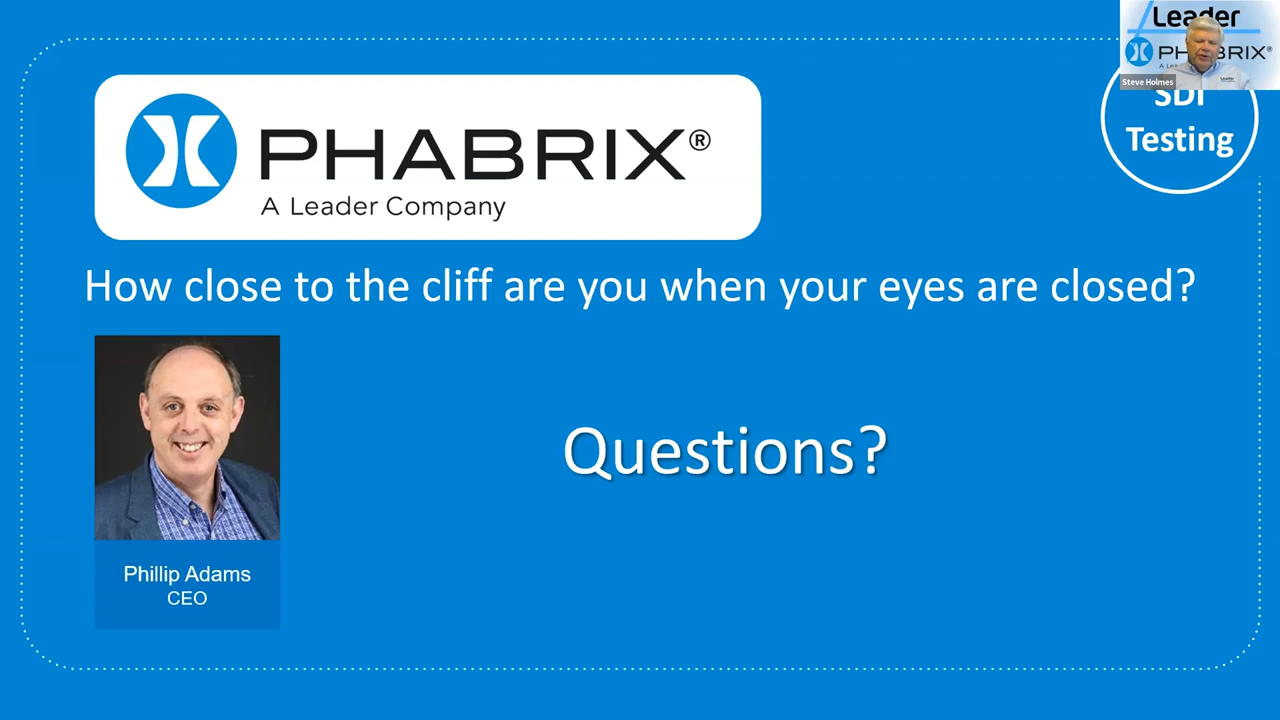 Leader
PHABRIX®
Steve Holmes
SDI
Testing
PHABRIX®
A Leader Company
How close to the cliff are you when your eyes are closed?
Questions?
Phillip Adams
CEO